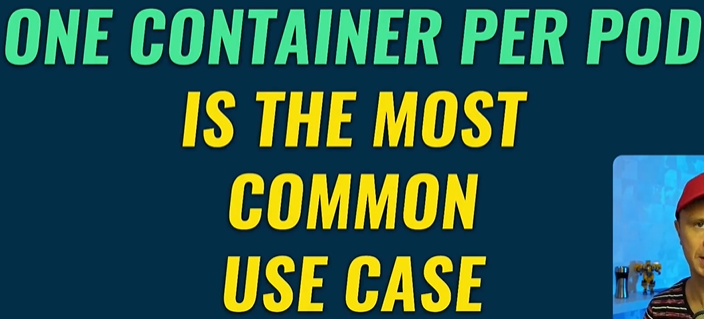 ONE CONTAINER PER POD
IS THE MOST
COMMON
USE CASE